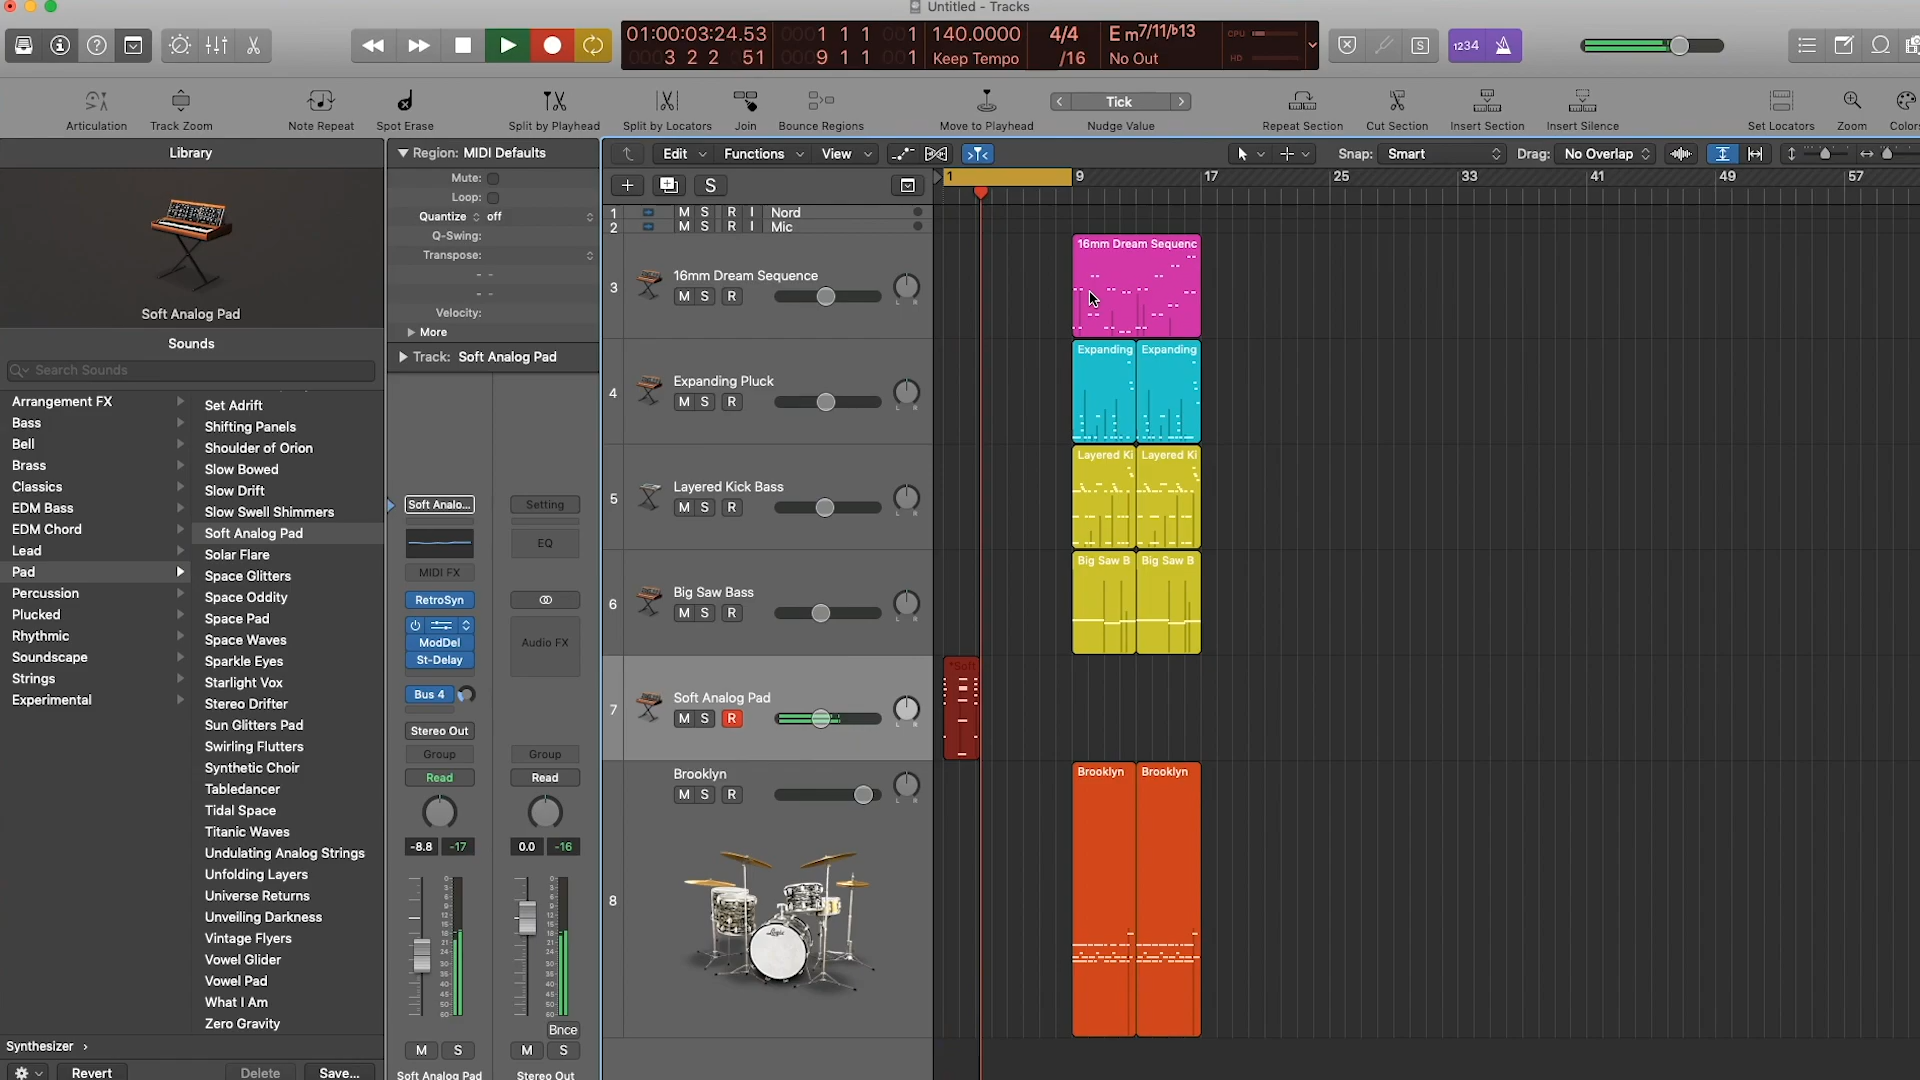 Untitled - Tracks
01:00:03:24.53
3 2 2 51
1 1 1 1
9 1 1 1
140.0000
Keep Tempo
4/4
/16
E m7/11/♭13
No Out
CPU
HD
S
1234
Articulation
Track Zoom
Note Repeat
Spot Erase
Split by Playhead
Split by Locators
Join
Bounce Regions
Move to Playhead
Tick
Nudge Value
Repeat Section
Cut Section
Insert Section
Insert Silence
Set Locators
Zoom
Colors
Library
Soft Analog Pad
Sounds
Search Sounds
Arrangement FX
Bass
Bell
Brass
Classics
EDM Bass
EDM Chord
Lead
Pad
Percussion
Plucked
Rhythmic
Soundscape
Strings
Experimental
Set Adrift
Shifting Panels
Shoulder of Orion
Slow Bowed
Slow Drift
Slow Swell Shimmers
Soft Analog Pad
Solar Flare
Space Glitters
Space Oddity
Space Pad
Space Waves
Sparkle Eyes
Starlight Vox
Stereo Drifter
Sun Glitters Pad
Swirling Flutters
Synthetic Choir
Tabledancer
Tidal Space
Titanic Waves
Undulating Analog Strings
Unfolding Layers
Universe Returns
Unveiling Darkness
Vintage Flyers
Vowel Glider
Vowel Pad
What I Am
Zero Gravity
Synthesizer ›
Revert
Delete
Save...
Region: MIDI Defaults
Mute:
Loop:
Quantize off
Q-Swing:
Transpose:
- -
- -
Velocity:
More
Track: Soft Analog Pad
Soft Analo...
MIDI FX
RetroSyn
ModDel
St-Delay
Bus 4
Stereo Out
Group
Read
-8.8 -17
M S
Soft Analog Pad
Setting
EQ
Audio FX
Group
Read
0.0 -16
Bnce
M S
Stereo Out
Edit
Functions
View
Snap: Smart
Drag: No Overlap
S
1 9 17 25 33 41 49 57
1 M S R I Nord
2 M S R I Mic
3 16mm Dream Sequence
M S R
L R
4 Expanding Pluck
M S R
L R
5 Layered Kick Bass
M S R
L R
6 Big Saw Bass
M S R
L R
7 Soft Analog Pad
M S R
L R
8 Brooklyn
M S R
L R
Logic
16mm Dream Sequenc
Expanding Expanding
Layered Ki Layered Ki
Big Saw B Big Saw B
*Soft
Brooklyn Brooklyn